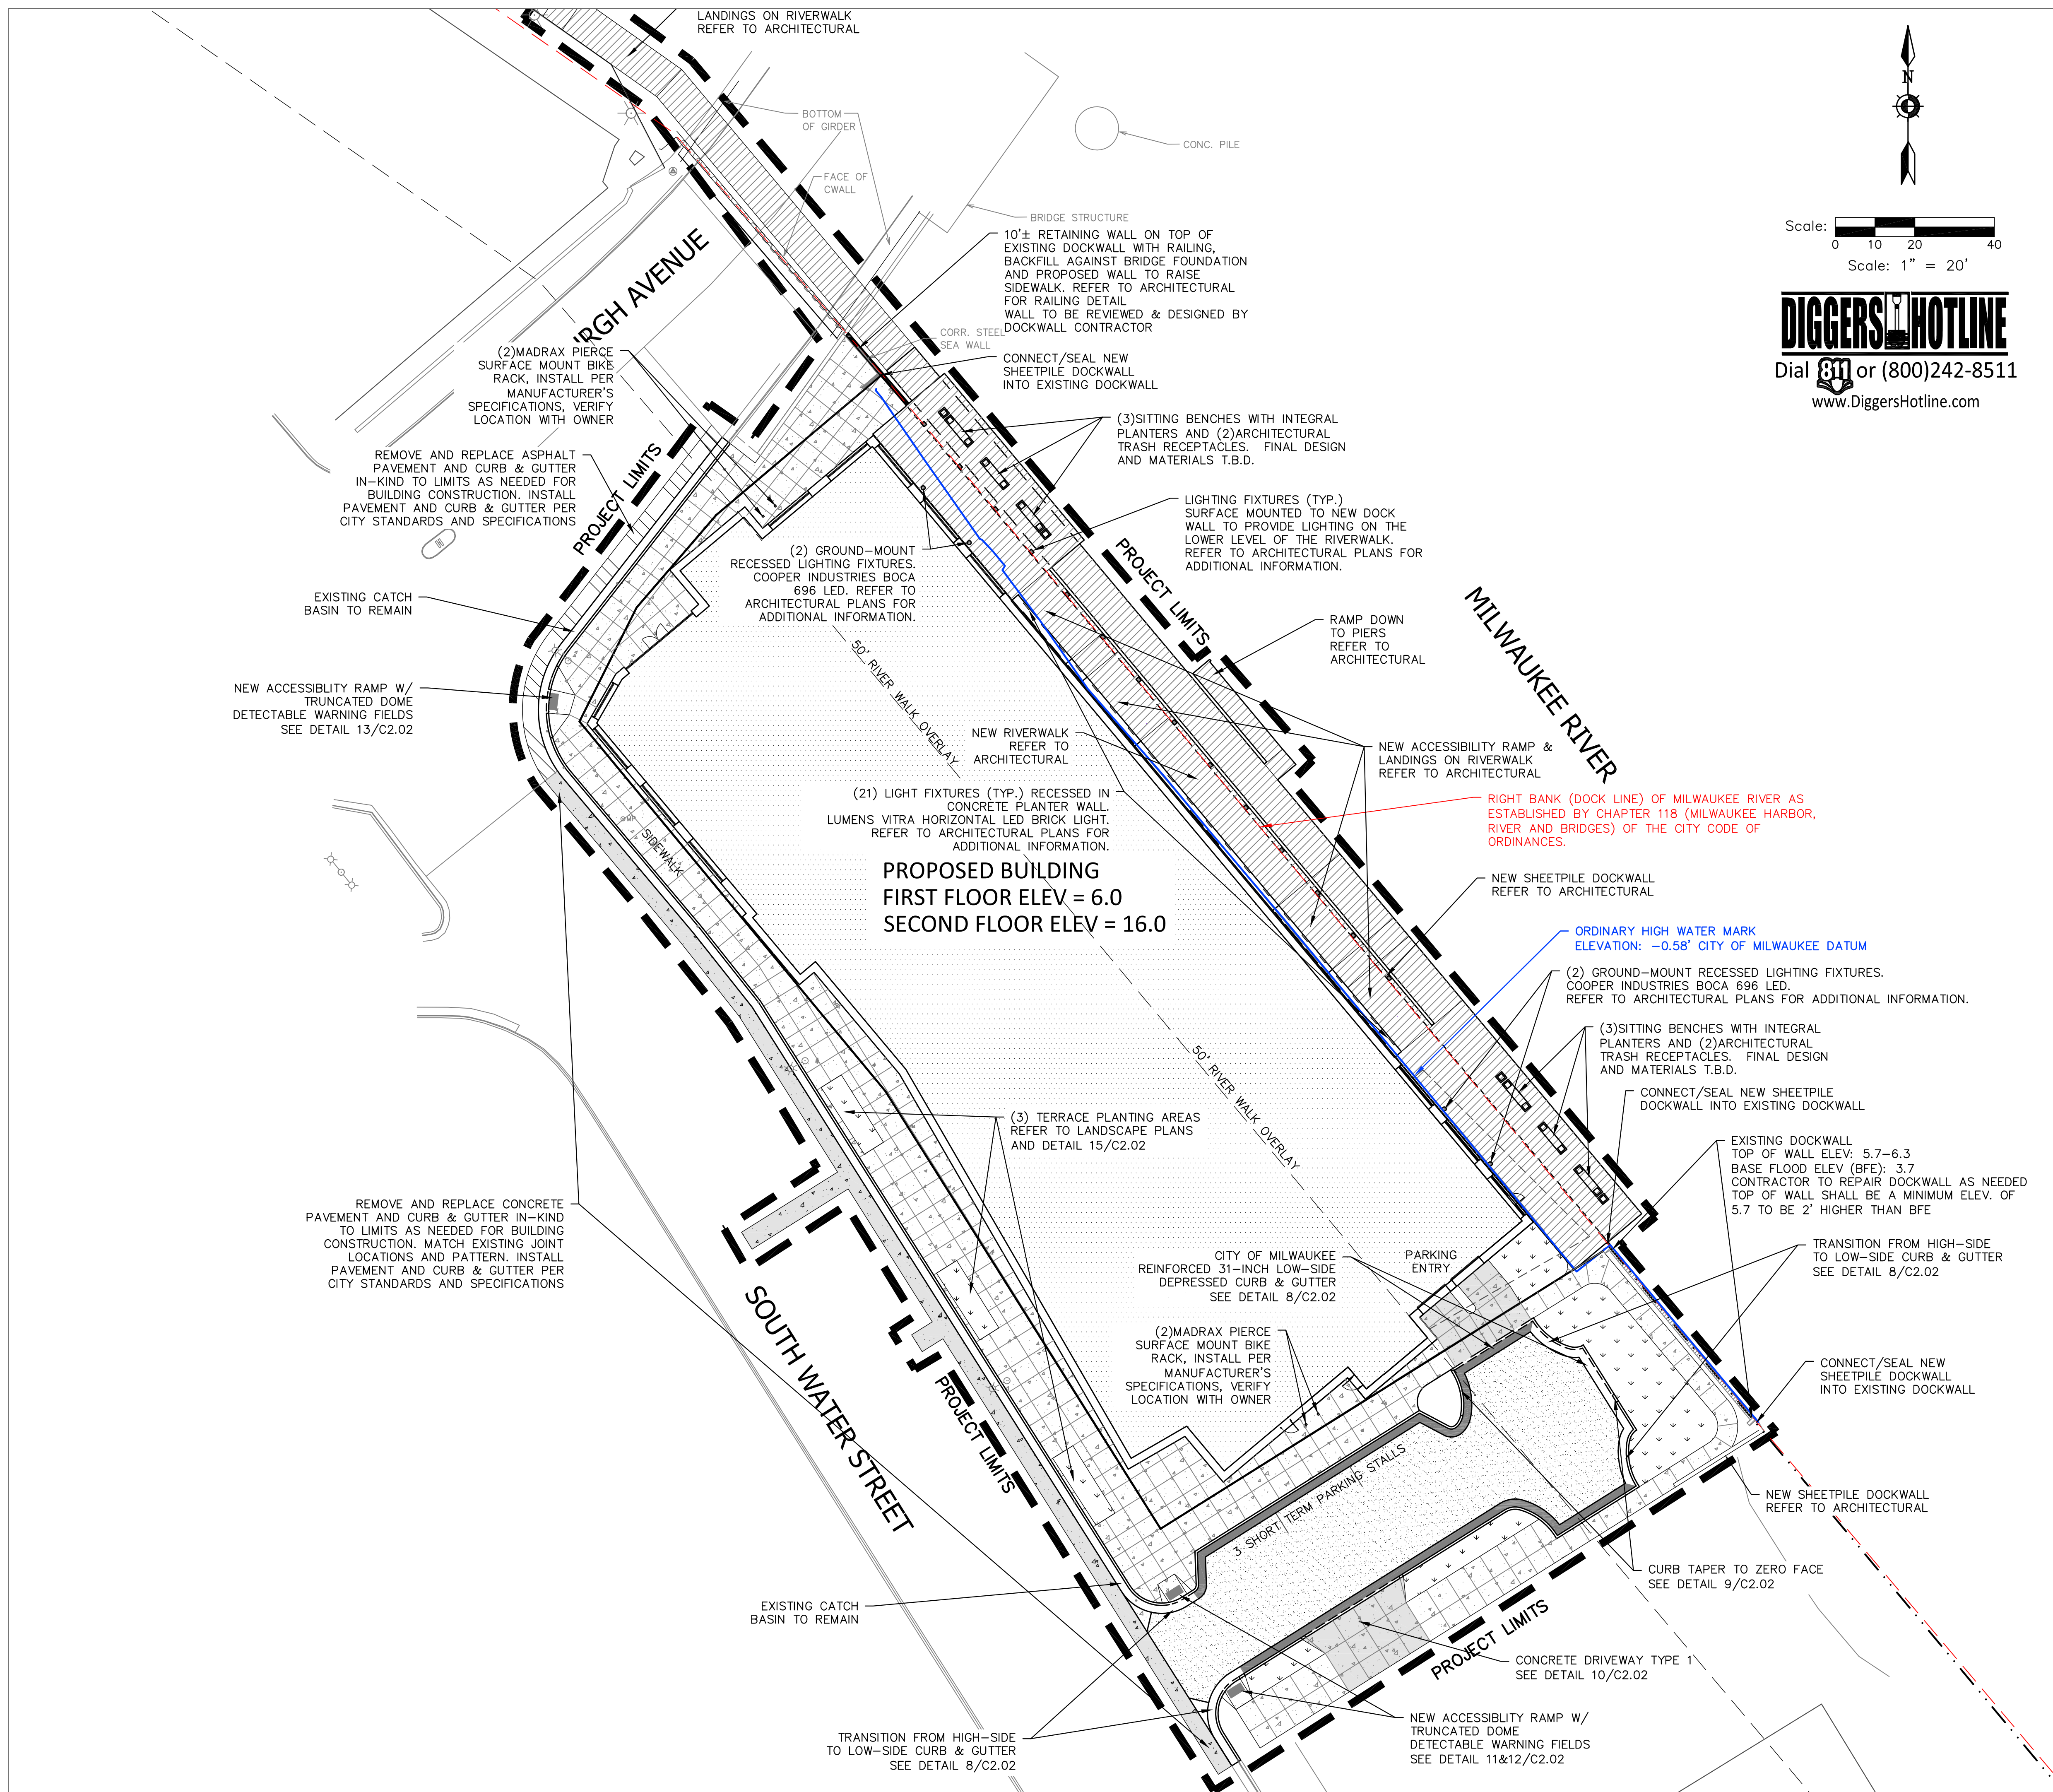 LANDINGS ON RIVERWALK
REFER TO ARCHITECTURAL
BOTTOM
OF GIRDER
CONC. PILE
FACE OF
CWALL
BRIDGE STRUCTURE
N
Scale:
0 10 20 40
Scale: 1" = 20'
DIGGERS HOTLINE
Dial 811 or (800)242-8511
www.DiggersHotline.com
10'± RETAINING WALL ON TOP OF
EXISTING DOCKWALL WITH RAILING,
BACKFILL AGAINST BRIDGE FOUNDATION
AND PROPOSED WALL TO RAISE
SIDEWALK. REFER TO ARCHITECTURAL
FOR RAILING DETAIL
WALL TO BE REVIEWED & DESIGNED BY
DOCKWALL CONTRACTOR
CORR. STEEL
SEA WALL
URGH AVENUE
(2)MADRAX PIERCE
SURFACE MOUNT BIKE
RACK, INSTALL PER
MANUFACTURER'S
SPECIFICATIONS, VERIFY
LOCATION WITH OWNER
CONNECT/SEAL NEW
SHEETPILE DOCKWALL
INTO EXISTING DOCKWALL
(3)SITTING BENCHES WITH INTEGRAL
PLANTERS AND (2)ARCHITECTURAL
TRASH RECEPTACLES. FINAL DESIGN
AND MATERIALS T.B.D.
REMOVE AND REPLACE ASPHALT
PAVEMENT AND CURB & GUTTER
IN-KIND TO LIMITS AS NEEDED FOR
BUILDING CONSTRUCTION. INSTALL
PAVEMENT AND CURB & GUTTER PER
CITY STANDARDS AND SPECIFICATIONS
PROJECT LIMITS
LIGHTING FIXTURES (TYP.)
SURFACE MOUNTED TO NEW DOCK
WALL TO PROVIDE LIGHTING ON THE
LOWER LEVEL OF THE RIVERWALK.
REFER TO ARCHITECTURAL PLANS FOR
ADDITIONAL INFORMATION.
(2) GROUND-MOUNT
RECESSED LIGHTING FIXTURES.
COOPER INDUSTRIES BOCA
696 LED. REFER TO
ARCHITECTURAL PLANS FOR
ADDITIONAL INFORMATION.
PROJECT LIMITS
EXISTING CATCH
BASIN TO REMAIN
RAMP DOWN
TO PIERS
REFER TO
ARCHITECTURAL
MILWAUKEE RIVER
50' RIVER WALK OVERLAY
NEW ACCESSIBLITY RAMP W/
TRUNCATED DOME
DETECTABLE WARNING FIELDS
SEE DETAIL 13/C2.02
NEW RIVERWALK
REFER TO
ARCHITECTURAL
NEW ACCESSIBILITY RAMP &
LANDINGS ON RIVERWALK
REFER TO ARCHITECTURAL
(21) LIGHT FIXTURES (TYP.) RECESSED IN
CONCRETE PLANTER WALL.
LUMENS VITRA HORIZONTAL LED BRICK LIGHT.
REFER TO ARCHITECTURAL PLANS FOR
ADDITIONAL INFORMATION.
RIGHT BANK (DOCK LINE) OF MILWAUKEE RIVER AS
ESTABLISHED BY CHAPTER 118 (MILWAUKEE HARBOR,
RIVER AND BRIDGES) OF THE CITY CODE OF
ORDINANCES.
MP
SIDEWALK
PROPOSED BUILDING
FIRST FLOOR ELEV = 6.0
SECOND FLOOR ELEV = 16.0
NEW SHEETPILE DOCKWALL
REFER TO ARCHITECTURAL
ORDINARY HIGH WATER MARK
ELEVATION: -0.58' CITY OF MILWAUKEE DATUM
(2) GROUND-MOUNT RECESSED LIGHTING FIXTURES.
COOPER INDUSTRIES BOCA 696 LED.
REFER TO ARCHITECTURAL PLANS FOR ADDITIONAL INFORMATION.
(3)SITTING BENCHES WITH INTEGRAL
PLANTERS AND (2)ARCHITECTURAL
TRASH RECEPTACLES. FINAL DESIGN
AND MATERIALS T.B.D.
50' RIVER WALK OVERLAY
CONNECT/SEAL NEW SHEETPILE
DOCKWALL INTO EXISTING DOCKWALL
(3) TERRACE PLANTING AREAS
REFER TO LANDSCAPE PLANS
AND DETAIL 15/C2.02
EXISTING DOCKWALL
TOP OF WALL ELEV: 5.7-6.3
BASE FLOOD ELEV (BFE): 3.7
CONTRACTOR TO REPAIR DOCKWALL AS NEEDED
TOP OF WALL SHALL BE A MINIMUM ELEV. OF
5.7 TO BE 2' HIGHER THAN BFE
REMOVE AND REPLACE CONCRETE
PAVEMENT AND CURB & GUTTER IN-KIND
TO LIMITS AS NEEDED FOR BUILDING
CONSTRUCTION. MATCH EXISTING JOINT
LOCATIONS AND PATTERN. INSTALL
PAVEMENT AND CURB & GUTTER PER
CITY STANDARDS AND SPECIFICATIONS
CITY OF MILWAUKEE
REINFORCED 31-INCH LOW-SIDE
DEPRESSED CURB & GUTTER
SEE DETAIL 8/C2.02
PARKING
ENTRY
TRANSITION FROM HIGH-SIDE
TO LOW-SIDE CURB & GUTTER
SEE DETAIL 8/C2.02
SOUTH WATER STREET
(2)MADRAX PIERCE
SURFACE MOUNT BIKE
RACK, INSTALL PER
MANUFACTURER'S
SPECIFICATIONS, VERIFY
LOCATION WITH OWNER
CONNECT/SEAL NEW
SHEETPILE DOCKWALL
INTO EXISTING DOCKWALL
PROJECT LIMITS
3 SHORT TERM PARKING STALLS
NEW SHEETPILE DOCKWALL
REFER TO ARCHITECTURAL
CURB TAPER TO ZERO FACE
SEE DETAIL 9/C2.02
EXISTING CATCH
BASIN TO REMAIN
PROJECT LIMITS
CONCRETE DRIVEWAY TYPE 1
SEE DETAIL 10/C2.02
NEW ACCESSIBLITY RAMP W/
TRUNCATED DOME
DETECTABLE WARNING FIELDS
SEE DETAIL 11&12/C2.02
TRANSITION FROM HIGH-SIDE
TO LOW-SIDE CURB & GUTTER
SEE DETAIL 8/C2.02